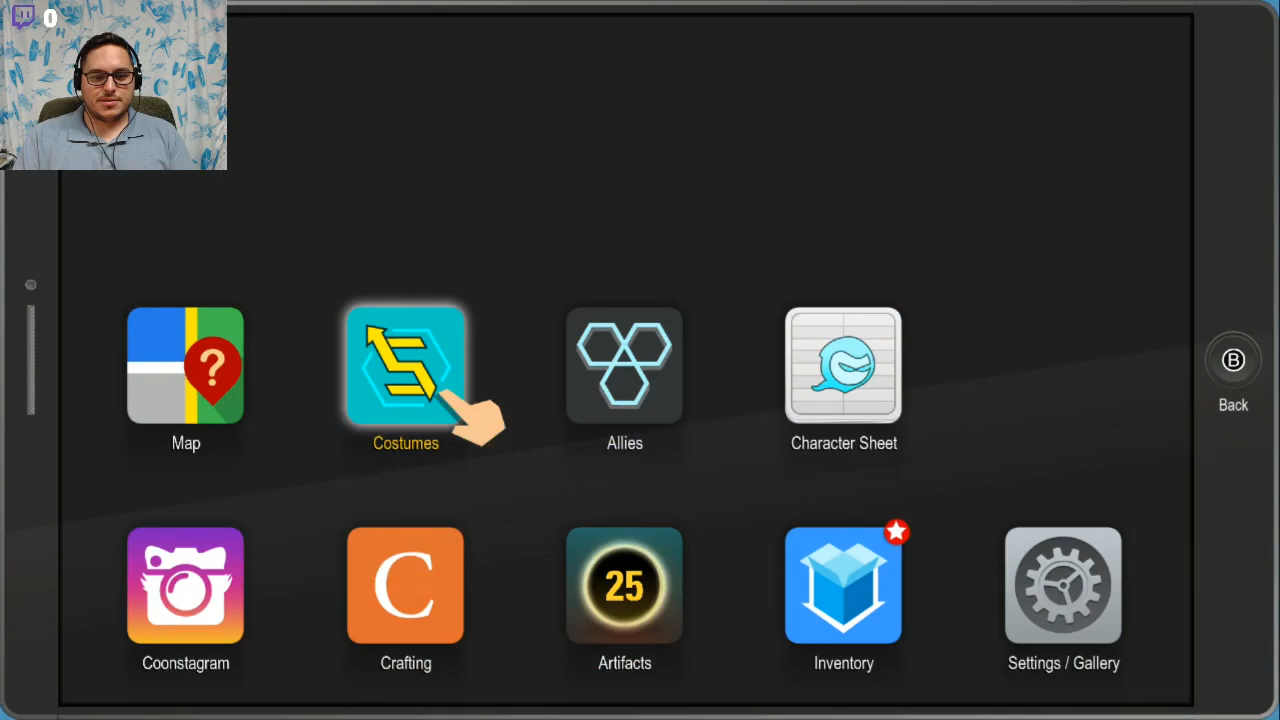 0
Map
Costumes
Allies
Character Sheet
B
Back
C
25
Coonstagram
Crafting
Artifacts
Inventory
Settings / Gallery